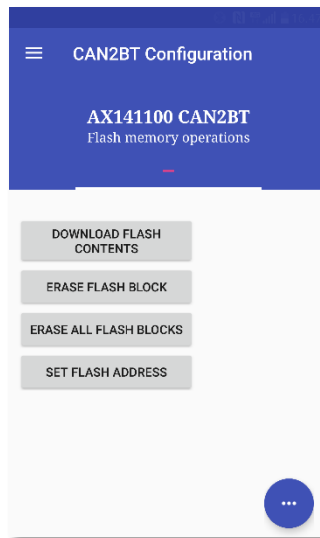 CAN2BT Configuration
AX141100 CAN2BT
Flash memory operations
DOWNLOAD FLASH
CONTENTS
ERASE FLASH BLOCK
ERASE ALL FLASH BLOCKS
SET FLASH ADDRESS